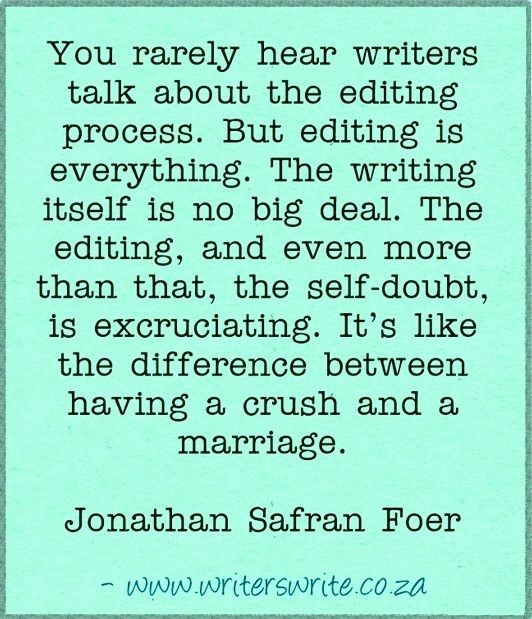 You rarely hear writers
talk about the editing
process. But editing is
everything. The writing
itself is no big deal. The
editing, and even more
than that, the self-doubt,
is excruciating. It’s like
the difference between
having a crush and a
marriage.
Jonathan Safran Foer
- www.writerswrite.co.za